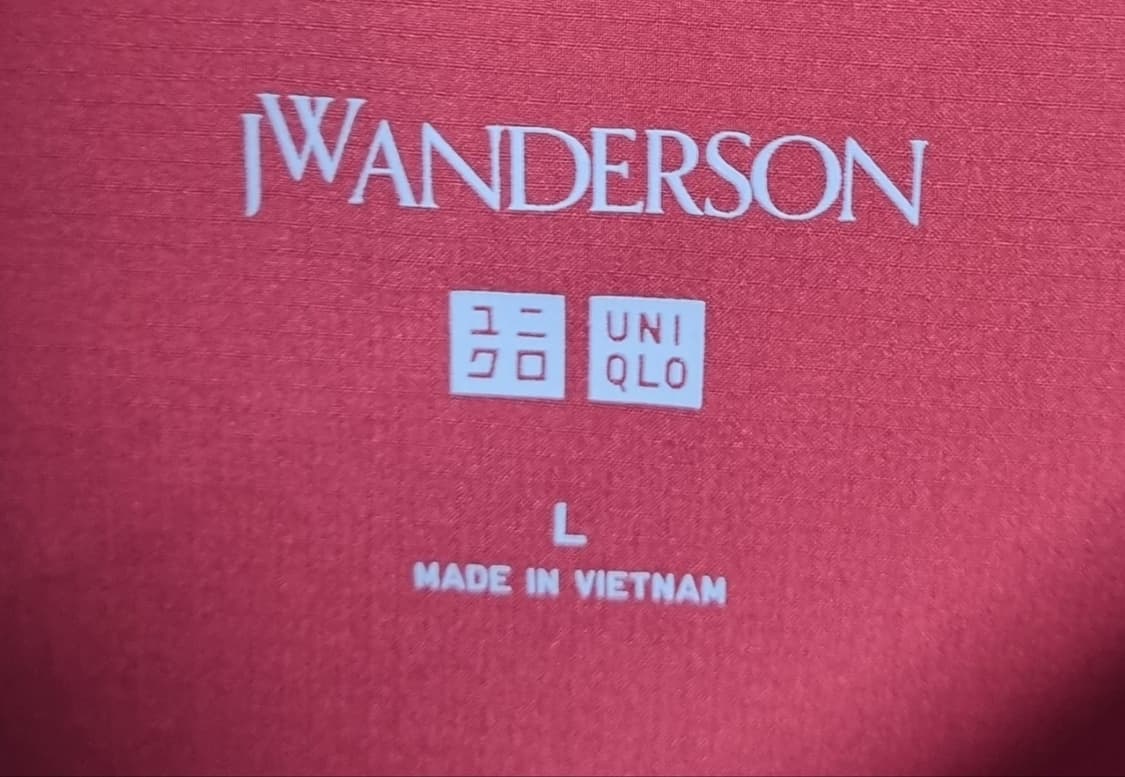 JWANDERSON
ユニ UNI
クロ QLO
L
MADE IN VIETNAM